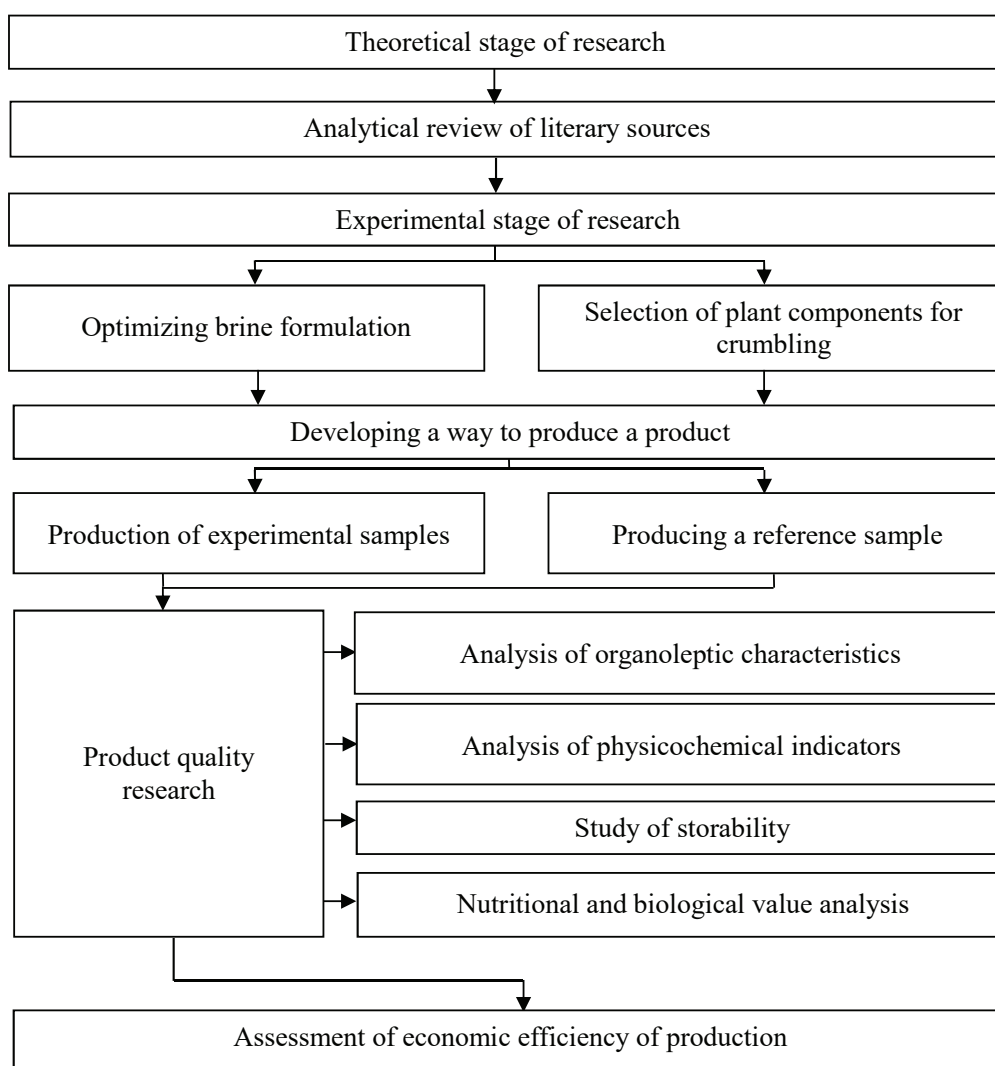 Theoretical stage of research
Analytical review of literary sources
Experimental stage of research
Optimizing brine formulation
Selection of plant components for
crumbling
Developing a way to produce a product
Production of experimental samples
Producing a reference sample
Product quality
research
Analysis of organoleptic characteristics
Analysis of physicochemical indicators
Study of storability
Nutritional and biological value analysis
Assessment of economic efficiency of production